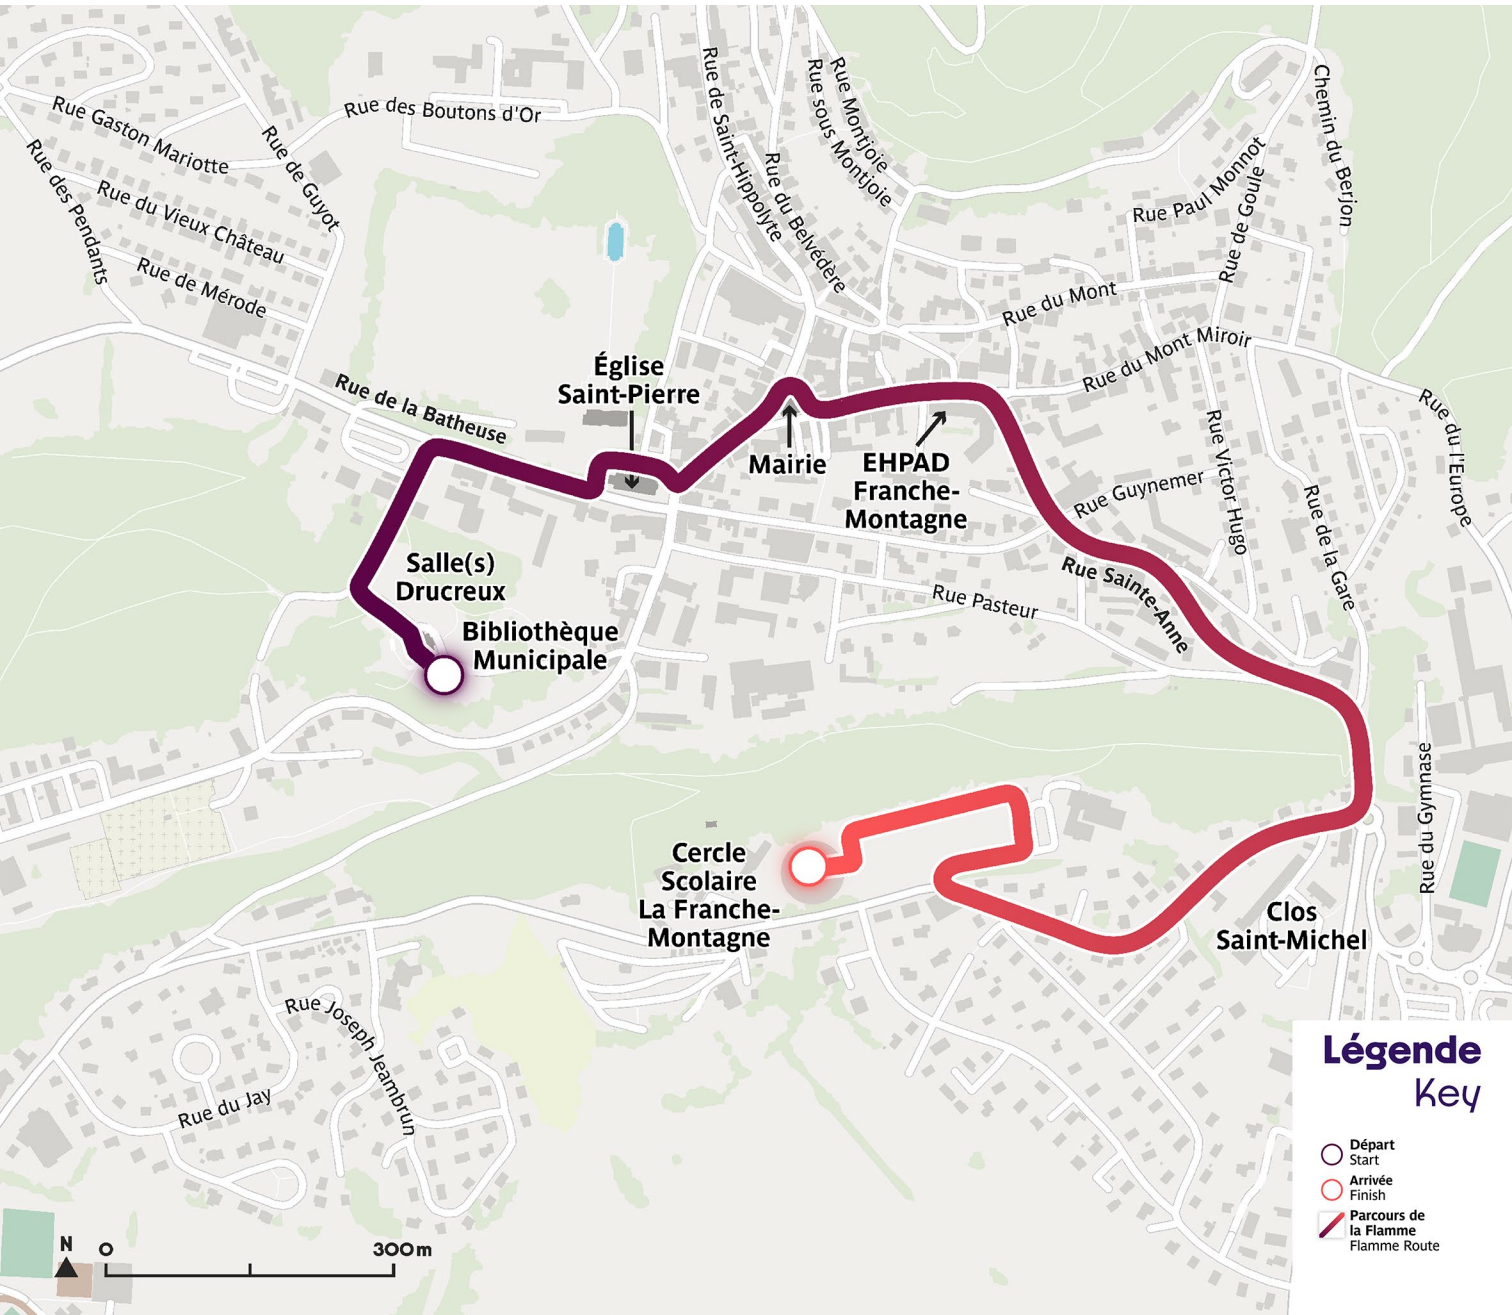 Rue Gaston Mariotte
Rue des Pendants
Rue du Vieux Château
Rue de Mérode
Rue de Guyot
Rue des Boutons d'Or
Rue de Saint-Hippolyte
Rue du Belvédère
Rue sous Montjoie
Rue Montjoie
Chemin du Berjon
Rue Paul Monnot
Rue de Goule
Rue du Mont
Rue du Mont Miroir
Rue de la Batheuse
Église
Saint-Pierre
Mairie
EHPAD
Franche-
Montagne
Rue Guynemer
Rue Victor Hugo
Rue de la Gare
Rue du l'Europe
Rue Sainte-Anne
Rue Pasteur
Salle(s)
Drucreux
Bibliothèque
Municipale
Rue du Gymnase
Cercle
Scolaire
La Franche-
Montagne
Clos
Saint-Michel
Rue Joseph Jeambrun
Rue du Jay
N
0
300m
Légende
Key
Départ
Start
Arrivée
Finish
Parcours de
la Flamme
Flamme Route